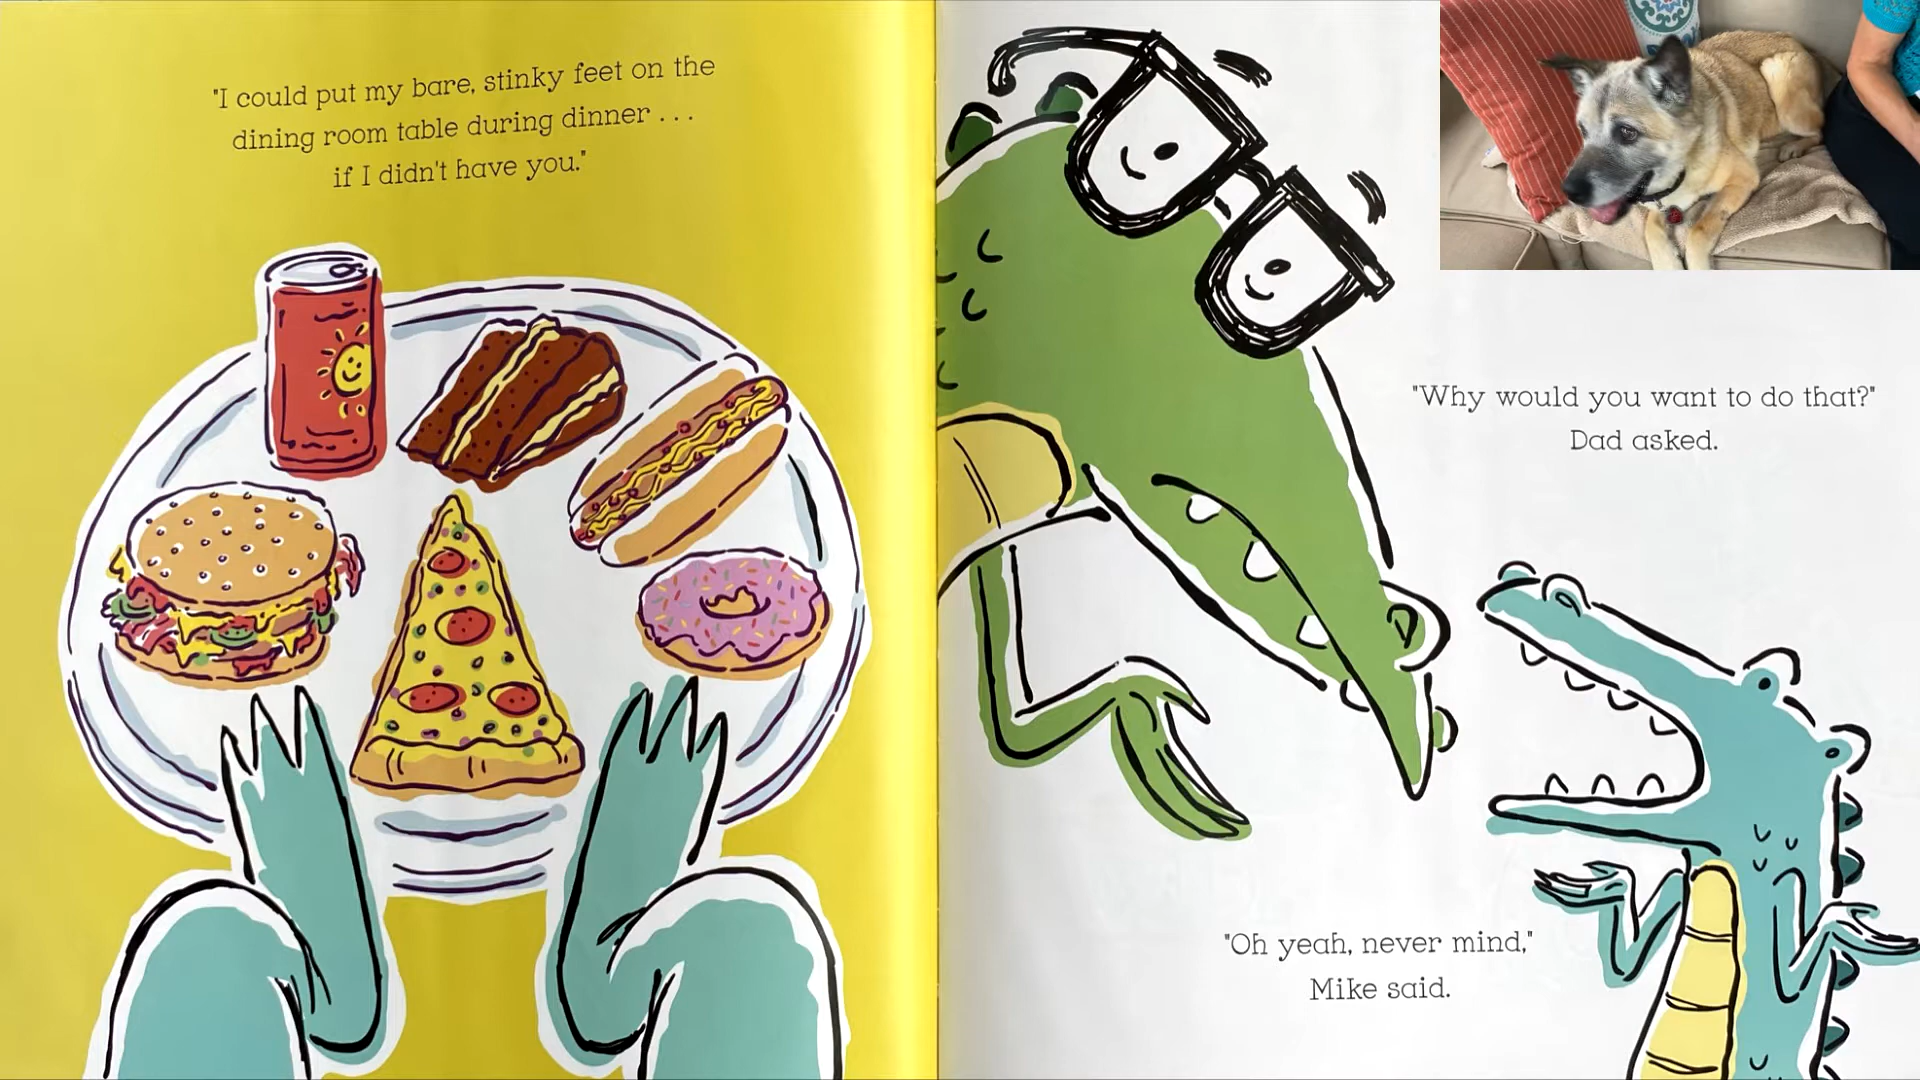 "I could put my bare, stinky feet on the
dining room table during dinner . . .
if I didn't have you."
"Why would you want to do that?"
Dad asked.
"Oh yeah, never mind,"
Mike said.